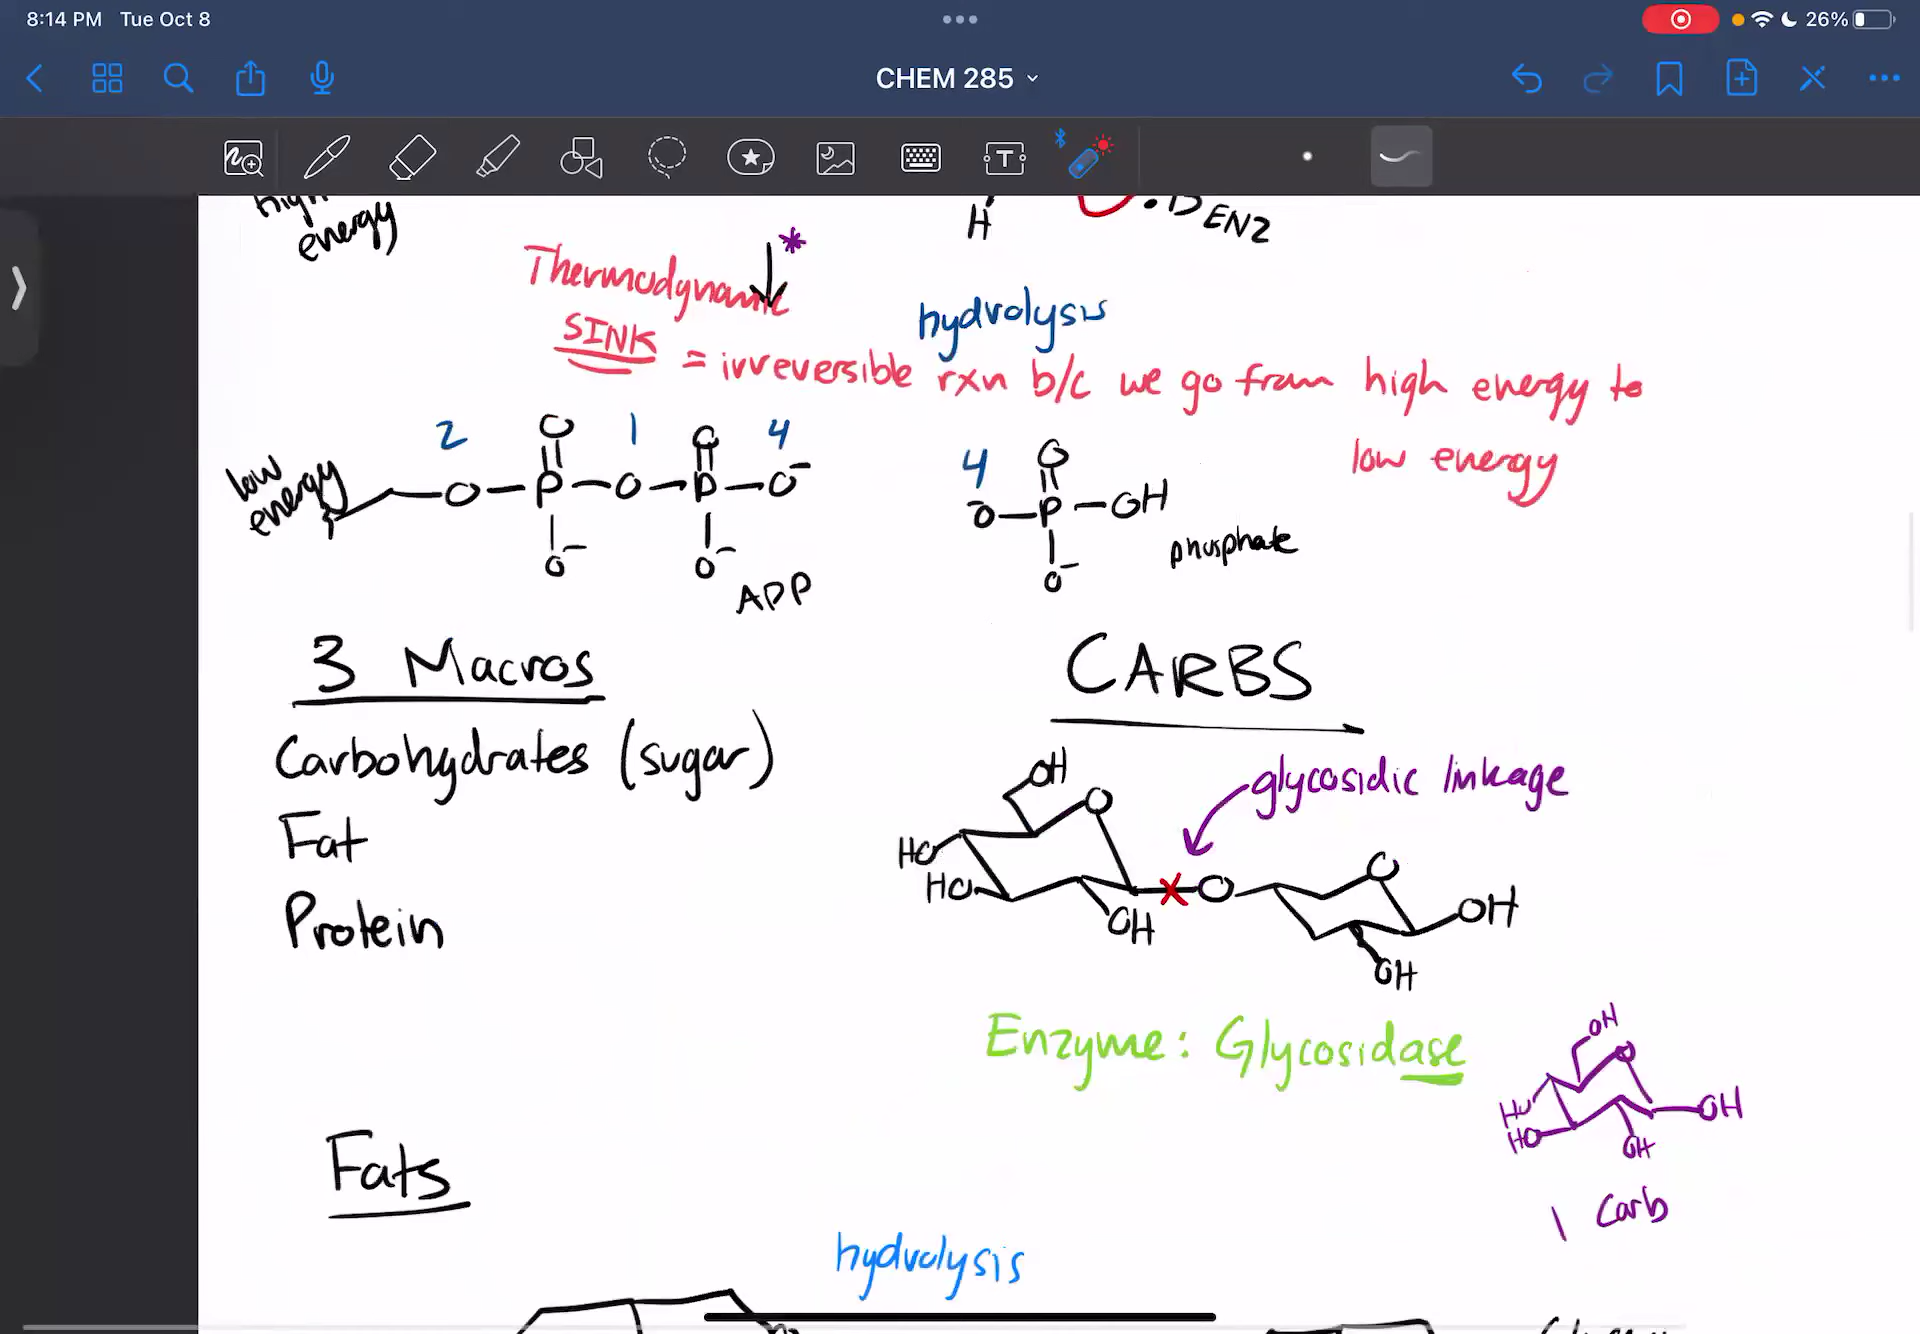 8:14 PM Tue Oct 8
26%
CHEM 285
T
high
energy
H
ENZ
Thermodynamic
*
hydrolysis
SINK = irreversible rxn b/c we go from high energy to
low energy
2 O 1 O 4
low
energy
O—P—O—P—O⁻
O⁻ O⁻
ADP
4 O
⁻O—P—OH
O⁻
phosphate
3 Macros
Carbohydrates (sugar)
Fat
Protein
CARBS
glycosidic linkage
OH
O
HO
HO
OH
X O
O
OH
OH
Enzyme: Glycosidase
OH
O
HO
HO
OH
OH
1 Carb
Fats
hydrolysis